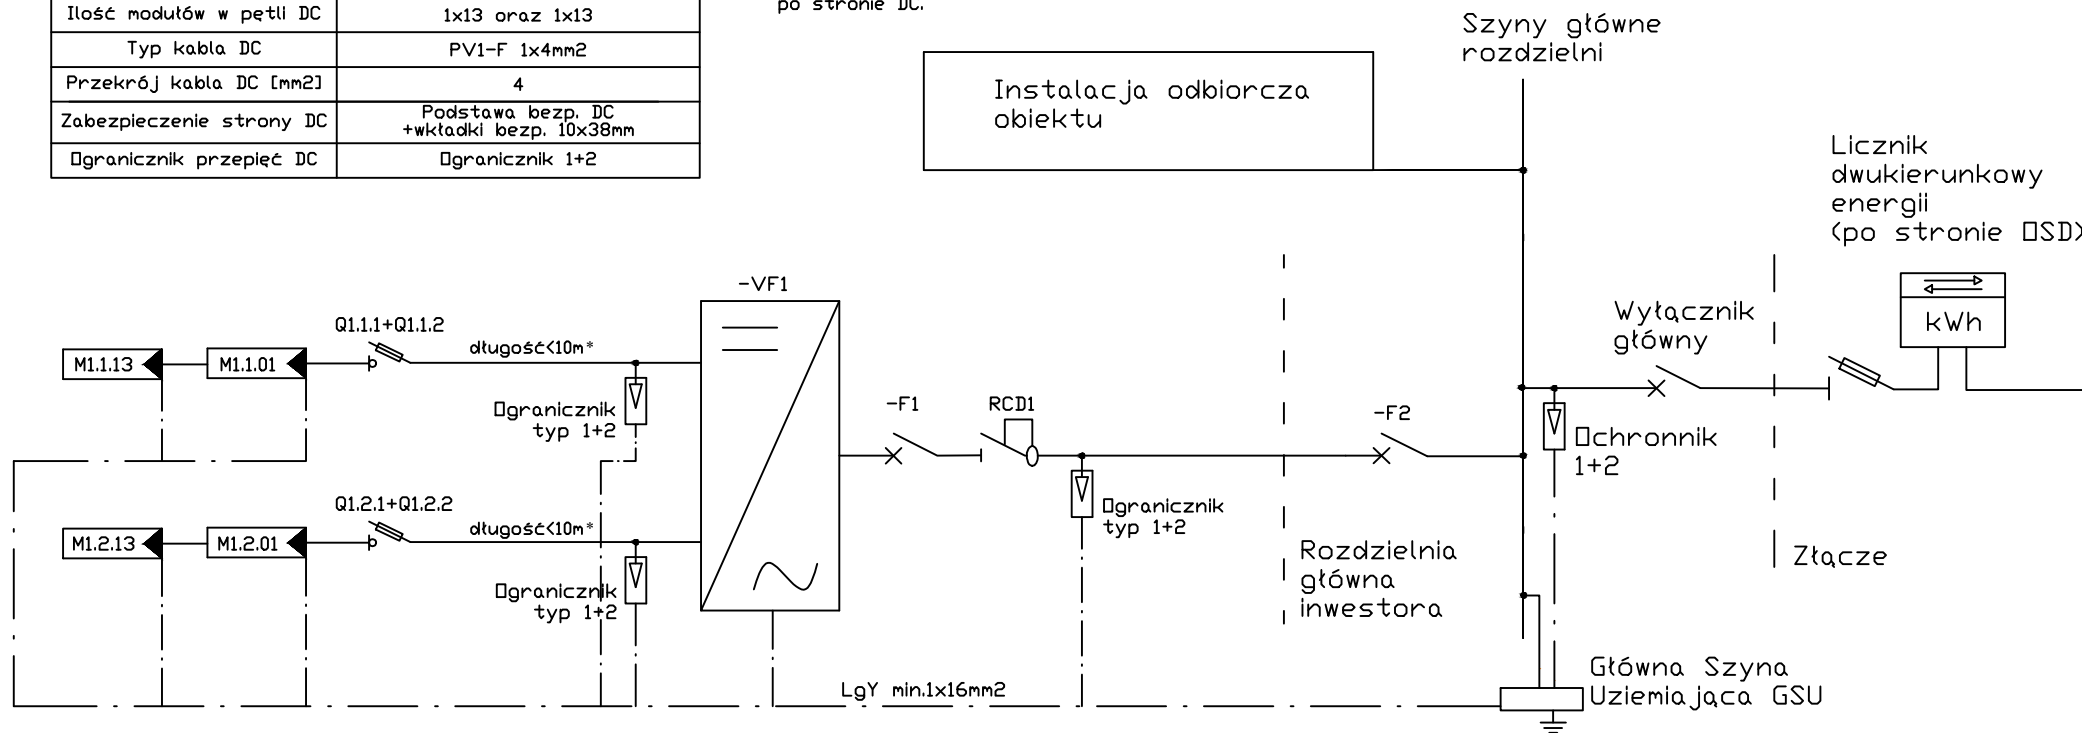 Ilość modułów w pętli DC
1x13 oraz 1x13
Typ kabla DC
PV1-F 1x4mm2
Przekrój kabla DC [mm2]
4
Zabezpieczenie strony DC
Podstawa bezp. DC
+wkładki bezp. 10x38mm
Ogranicznik przepięć DC
Ogranicznik 1+2
po stronie DC.
Szyny główne
rozdzielni
Instalacja odbiorcza
obiektu
Licznik
dwukierunkowy
energii
(po stronie OSD)
kWh
Wyłącznik
główny
-VF1
Q1.1.1+Q1.1.2
długość<10m*
M1.1.13
M1.1.01
Ogranicznik
typ 1+2
-F1
RCD1
-F2
Ochronnik
1+2
Q1.2.1+Q1.2.2
długość<10m*
M1.2.13
M1.2.01
Ogranicznik
typ 1+2
Ogranicznik
typ 1+2
Rozdzielnia
główna
inwestora
Złącze
LgY min.1x16mm2
Główna Szyna
Uziemiająca GSU